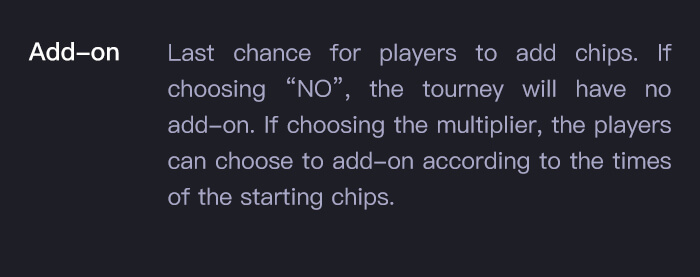 Add–on
Last chance for players to add chips. If
choosing “NO”, the tourney will have no
add–on. If choosing the multiplier, the players
can choose to add–on according to the times
of the starting chips.